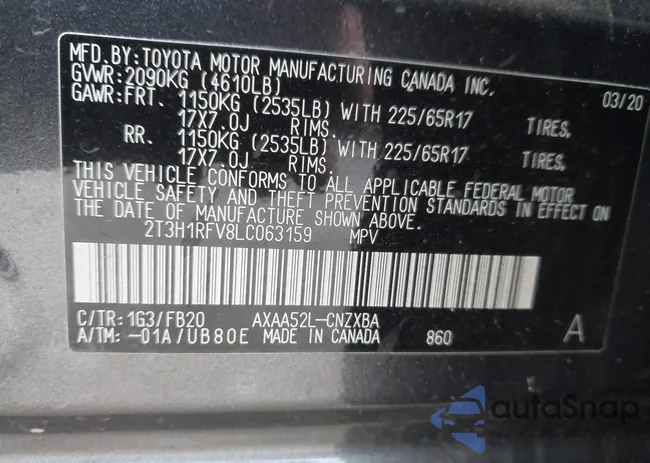 MFD.BY:TOYOTA MOTOR MANUFACTURING CANADA INC.
GVWR:2090KG (4610LB) 03/20
GAWR:FRT. 1150KG (2535LB) WITH 225/65R17 TIRES,
17X7.0J RIMS.
RR. 1150KG (2535LB) WITH 225/65R17 TIRES,
17X7.0J RIMS.
THIS VEHICLE CONFORMS TO ALL APPLICABLE FEDERAL MOTOR
VEHICLE SAFETY AND THEFT PREVENTION STANDARDS IN EFFECT ON
THE DATE OF MANUFACTURE SHOWN ABOVE.
2T3H1RFV8LC063159 MPV
C/TR:1G3/FB20 AXAA52L-CNZXBA A
A/TM:-01A/UB80E MADE IN CANADA 860
autoSnap